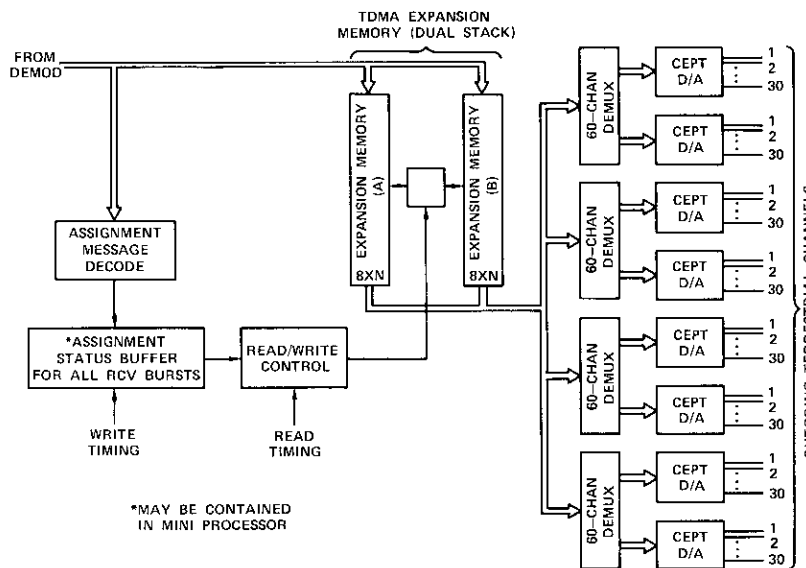 TDMA EXPANSION
MEMORY (DUAL STACK)
FROM
DEMOD
EXPANSION MEMORY
(A)
8XN
EXPANSION MEMORY
(B)
8XN
ASSIGNMENT
MESSAGE
DECODE
*ASSIGNMENT
STATUS BUFFER
FOR ALL RCV BURSTS
READ/WRITE
CONTROL
WRITE
TIMING
READ
TIMING
*MAY BE CONTAINED
IN MINI PROCESSOR
60-CHAN
DEMUX
CEPT
D/A
1
2
30
CEPT
D/A
1
2
30
60-CHAN
DEMUX
CEPT
D/A
1
2
30
CEPT
D/A
1
2
30
60-CHAN
DEMUX
CEPT
D/A
1
2
30
CEPT
D/A
1
2
30
60-CHAN
DEMUX
CEPT
D/A
1
2
30
CEPT
D/A
1
2
30